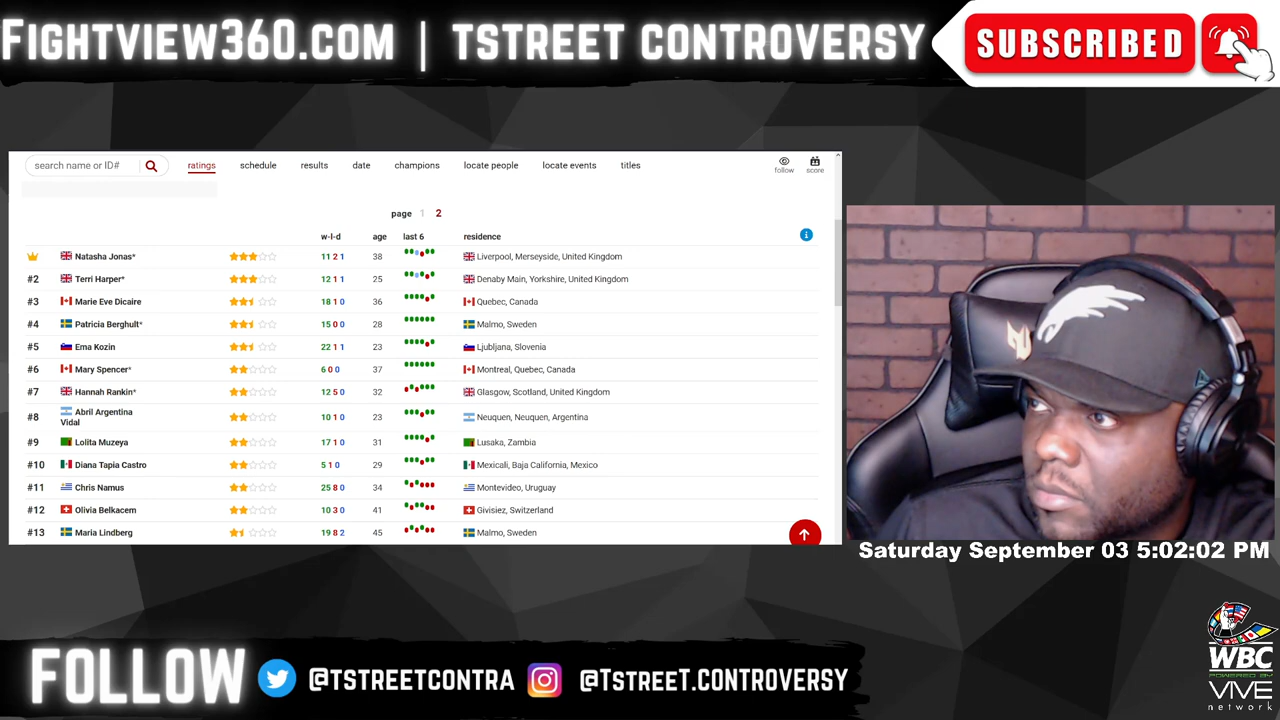 FIGHTVIEW360.COM | TSTREET CONTROVERSY
SUBSCRIBED
search name or ID#
ratings schedule results date champions locate people locate events titles
follow score
page 1 2
w-l-d age last 6 residence
Natasha Jonas* 11 2 1 38 Liverpool, Merseyside, United Kingdom
#2 Terri Harper* 12 1 1 25 Denaby Main, Yorkshire, United Kingdom
#3 Marie Eve Dicaire 18 1 0 36 Quebec, Canada
#4 Patricia Berghult* 15 0 0 28 Malmo, Sweden
#5 Ema Kozin 22 1 1 23 Ljubljana, Slovenia
#6 Mary Spencer* 6 0 0 37 Montreal, Quebec, Canada
#7 Hannah Rankin* 12 5 0 32 Glasgow, Scotland, United Kingdom
#8 Abril Argentina Vidal 10 1 0 23 Neuquen, Neuquen, Argentina
#9 Lolita Muzeya 17 1 0 31 Lusaka, Zambia
#10 Diana Tapia Castro 5 1 0 29 Mexicali, Baja California, Mexico
#11 Chris Namus 25 8 0 34 Montevideo, Uruguay
#12 Olivia Belkacem 10 3 0 41 Givisiez, Switzerland
#13 Maria Lindberg 19 8 2 45 Malmo, Sweden
Saturday September 03 5:02:02 PM
FOLLOW @TSTREETCONTRA @TSTREET.CONTROVERSY
WBC
POWERED BY
VIVE
network